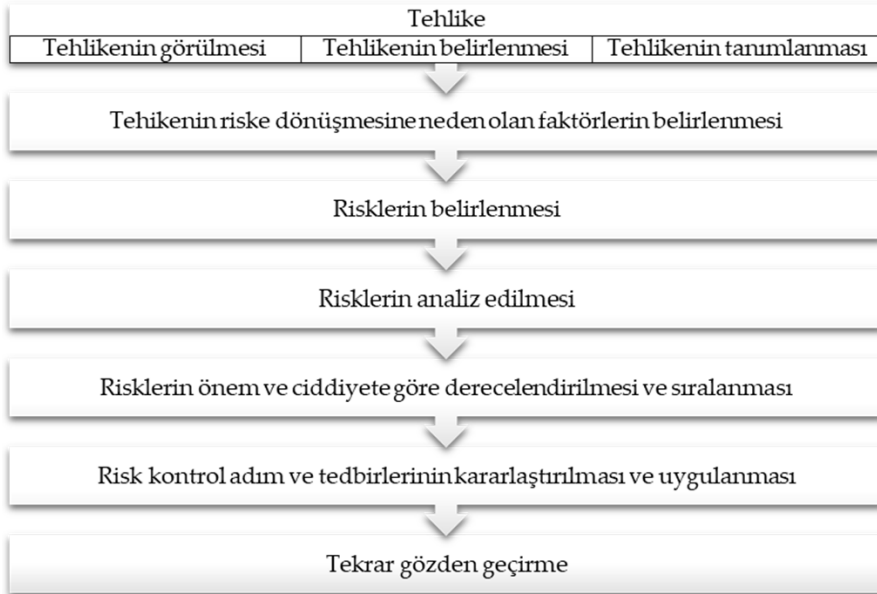 Tehlike
Tehlikenin görülmesi
Tehlikenin belirlenmesi
Tehlikenin tanımlanması
Tehikenin riske dönüşmesine neden olan faktörlerin belirlenmesi
Risklerin belirlenmesi
Risklerin analiz edilmesi
Risklerin önem ve ciddiyete göre derecelendirilmesi ve sıralanması
Risk kontrol adım ve tedbirlerinin kararlaştırılması ve uygulanması
Tekrar gözden geçirme